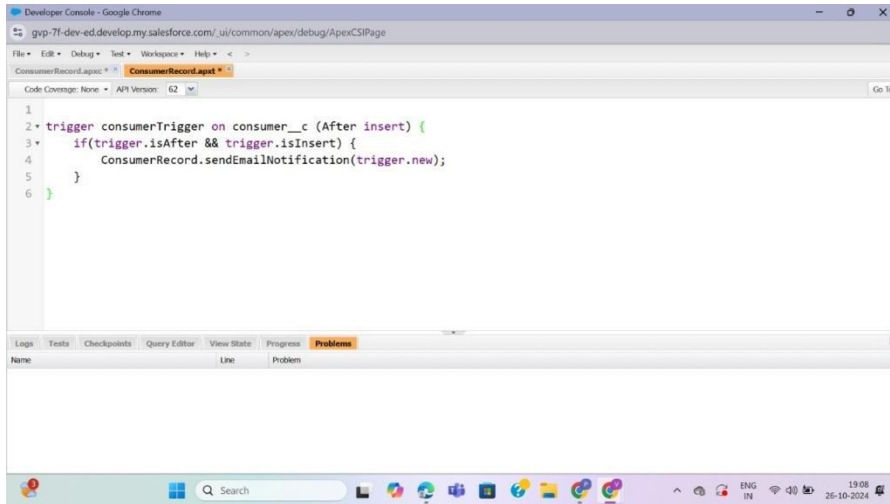 Developer Console - Google Chrome
gvp-7f-dev-ed.develop.my.salesforce.com/_ui/common/apex/debug/ApexCSIPage
File Edit Debug Test Workspace Help < >
ConsumerRecord.apxc * ConsumerRecord.apxt *
Code Coverage: None API Version: 62 Go To
1
2 trigger consumerTrigger on consumer__c (After insert) {
3 if(trigger.isAfter && trigger.isInsert) {
4 ConsumerRecord.sendEmailNotification(trigger.new);
5 }
6 }
Logs Tests Checkpoints Query Editor View State Progress Problems
Name Line Problem
Search ENG 19:08
IN 26-10-2024